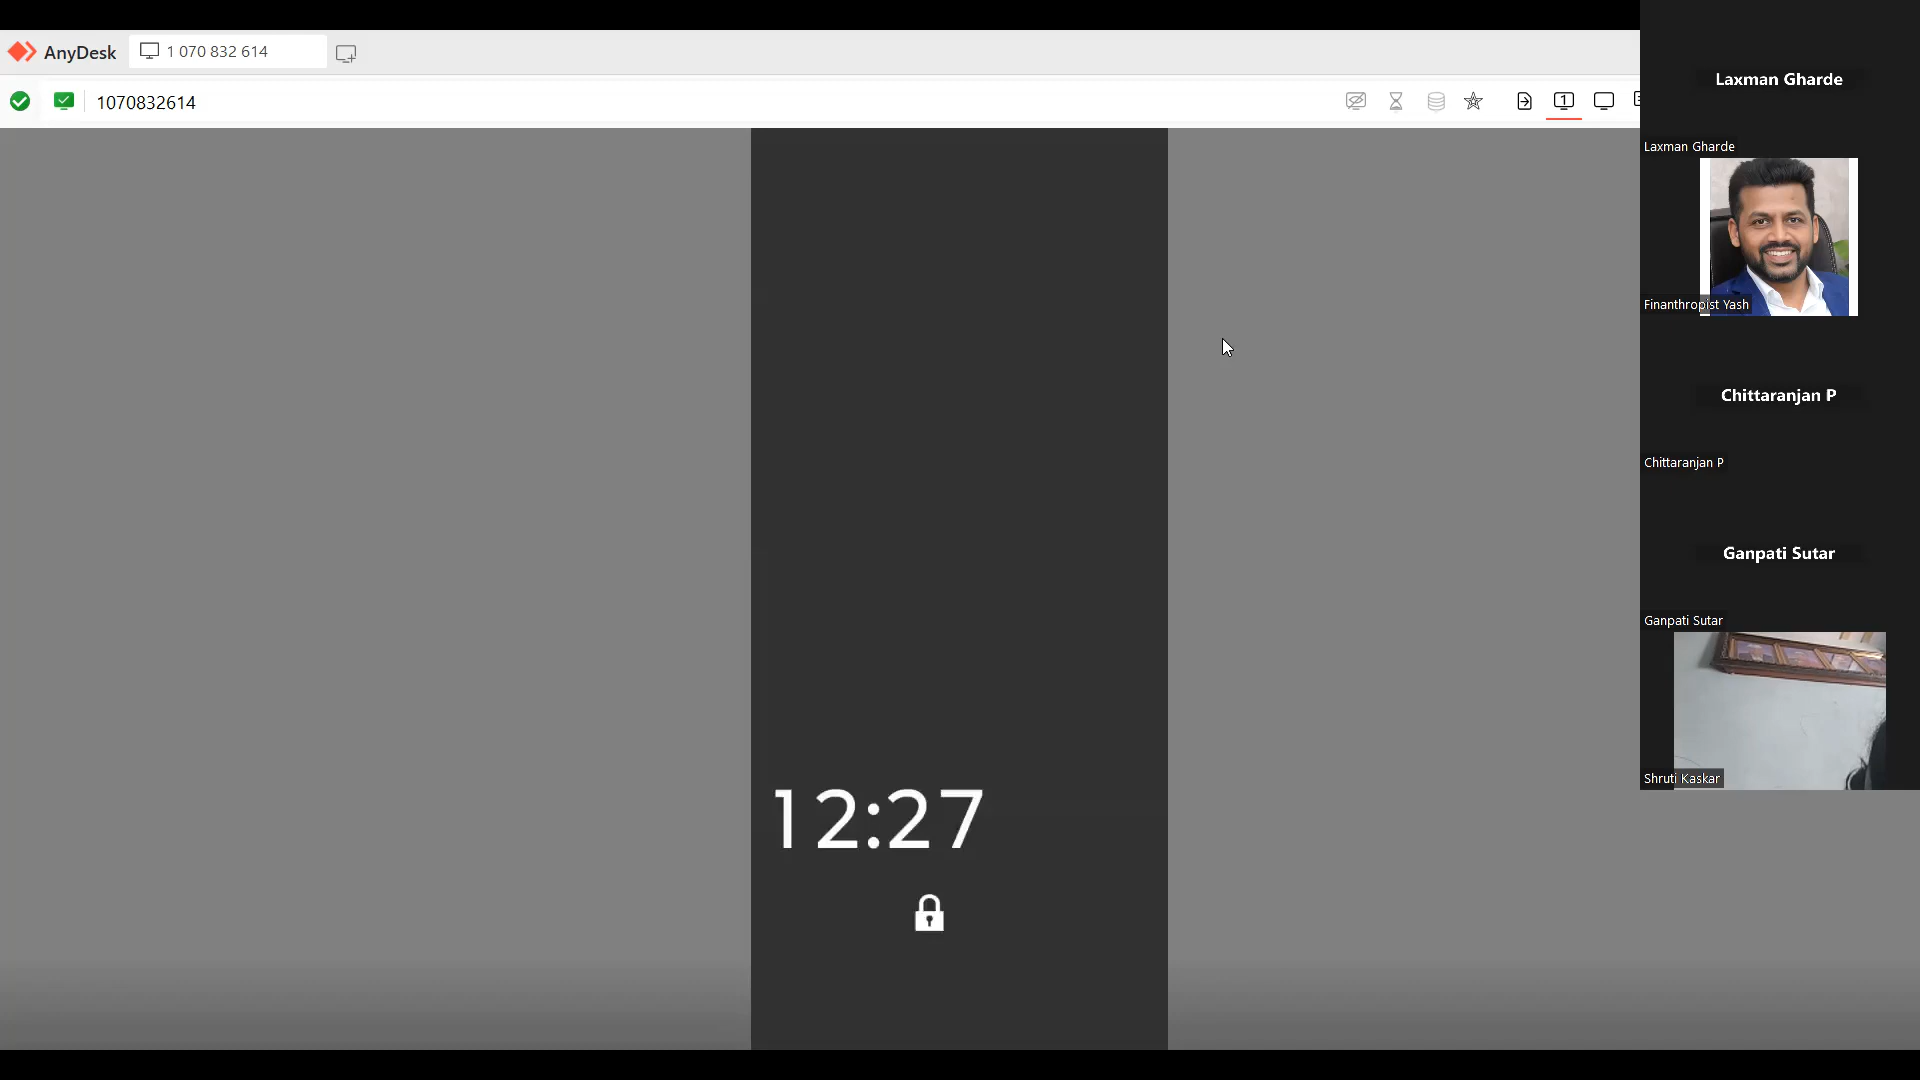 AnyDesk
1 070 832 614
1070832614
1
12:27
Laxman Gharde
Laxman Gharde
Finanthropist Yash
Chittaranjan P
Chittaranjan P
Ganpati Sutar
Ganpati Sutar
Shruti Kaskar